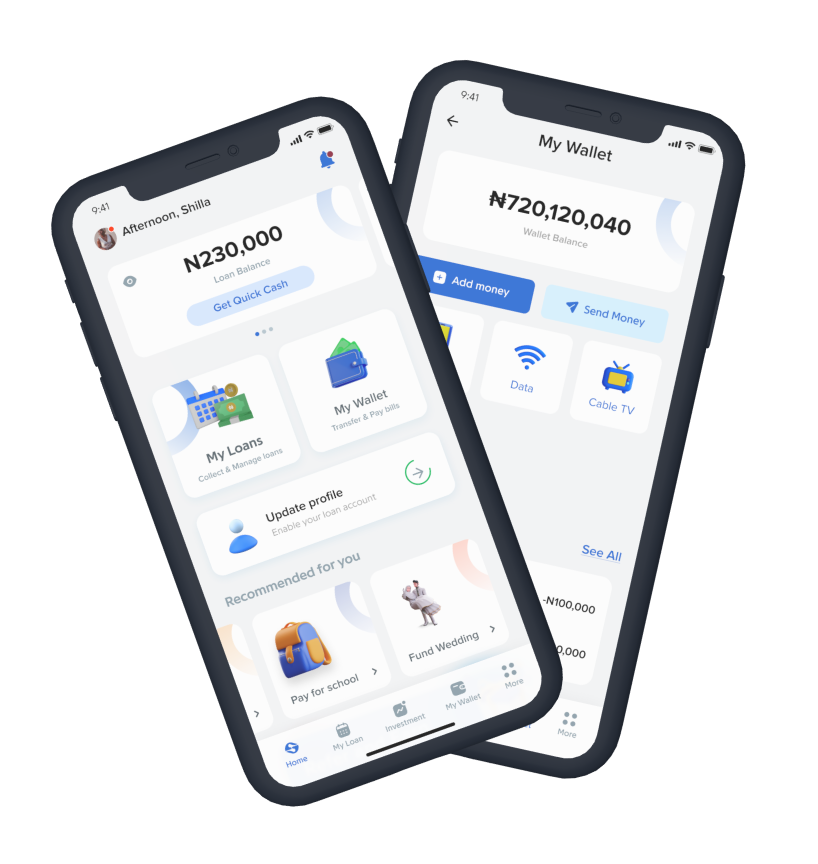 9:41
Afternoon, Shilla
N230,000
Loan Balance
Get Quick Cash
My Loans
Collect & Manage loans
My Wallet
Transfer & Pay bills
Update profile
Enable your loan account
Recommended for you
Pay for school
Fund Wedding
Home
My Loan
Investment
My Wallet
More
9:41
My Wallet
₦720,120,040
Wallet Balance
Add money
Send Money
Data
Cable TV
See All
-N100,000
0,000
More